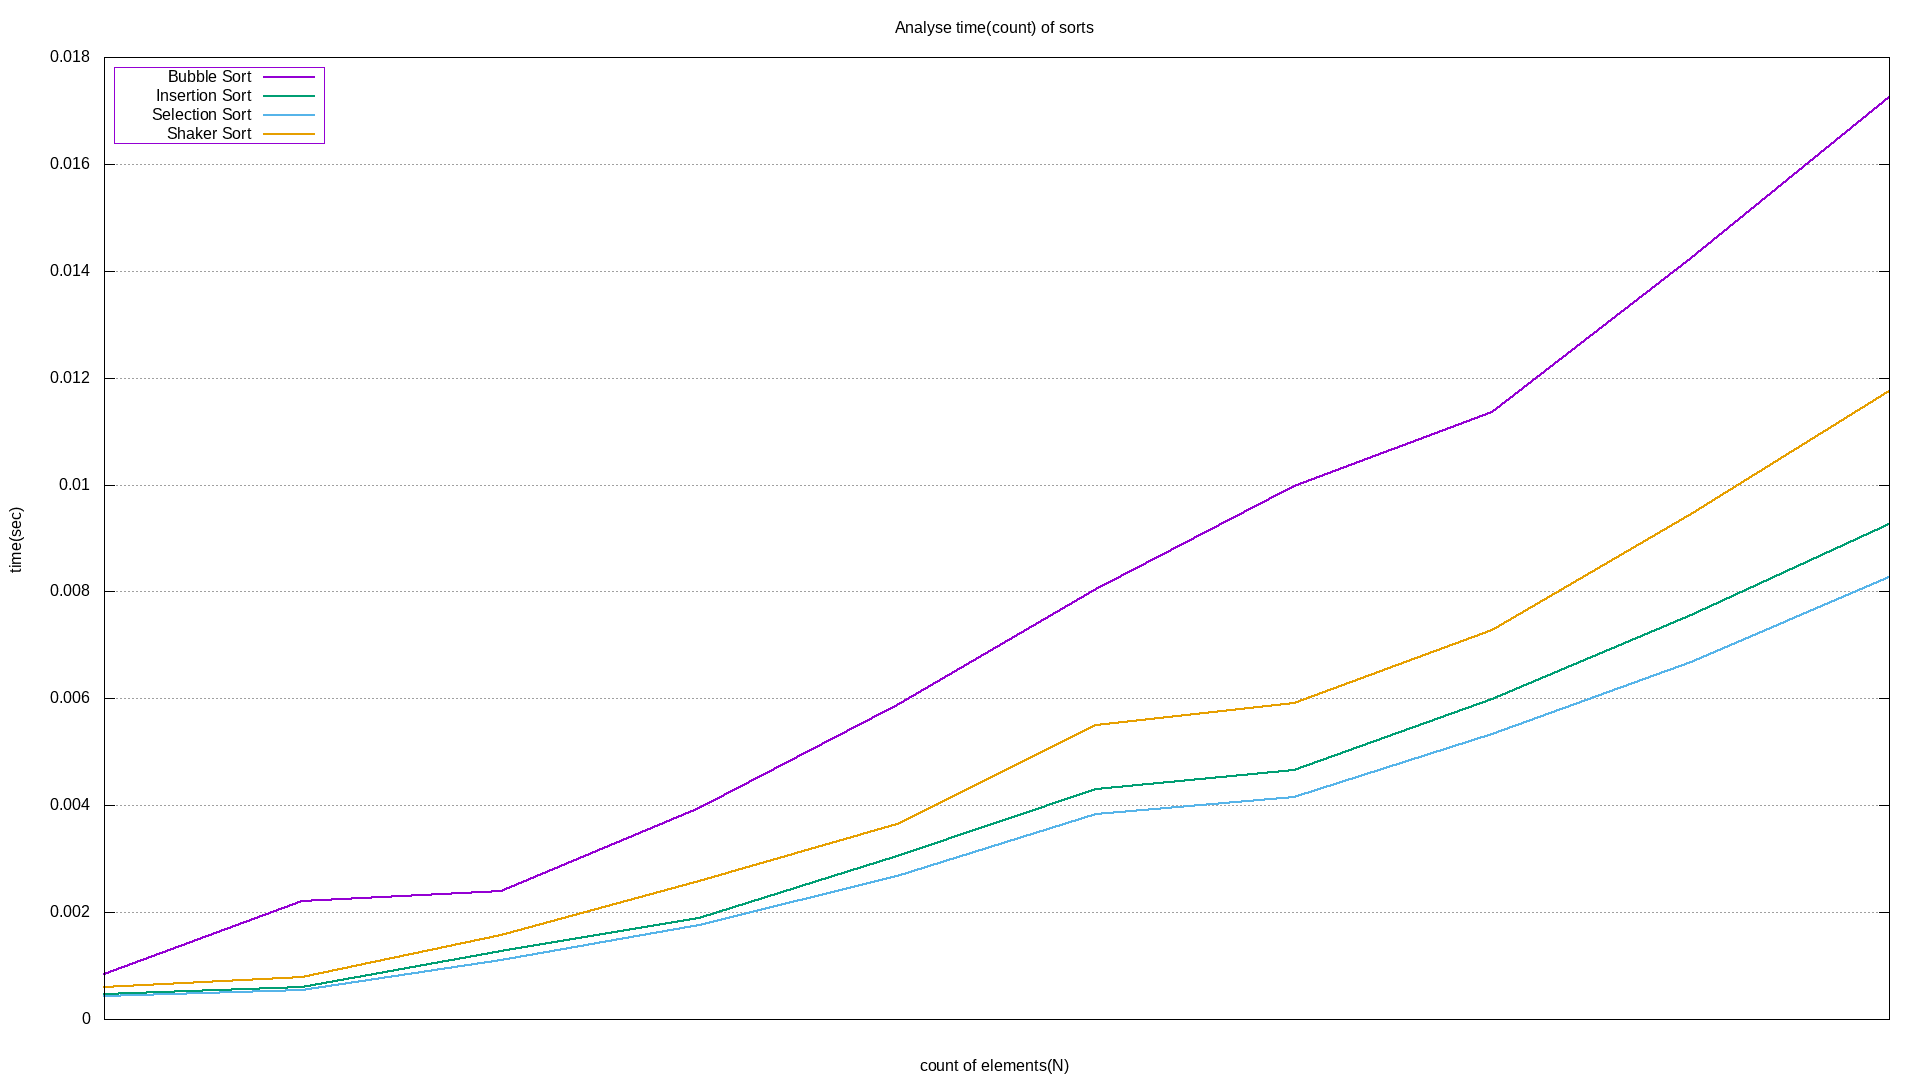 Analyse time(count) of sorts
Bubble Sort
Insertion Sort
Selection Sort
Shaker Sort
0.018
0.016
0.014
0.012
0.01
0.008
0.006
0.004
0.002
0
time(sec)
count of elements(N)